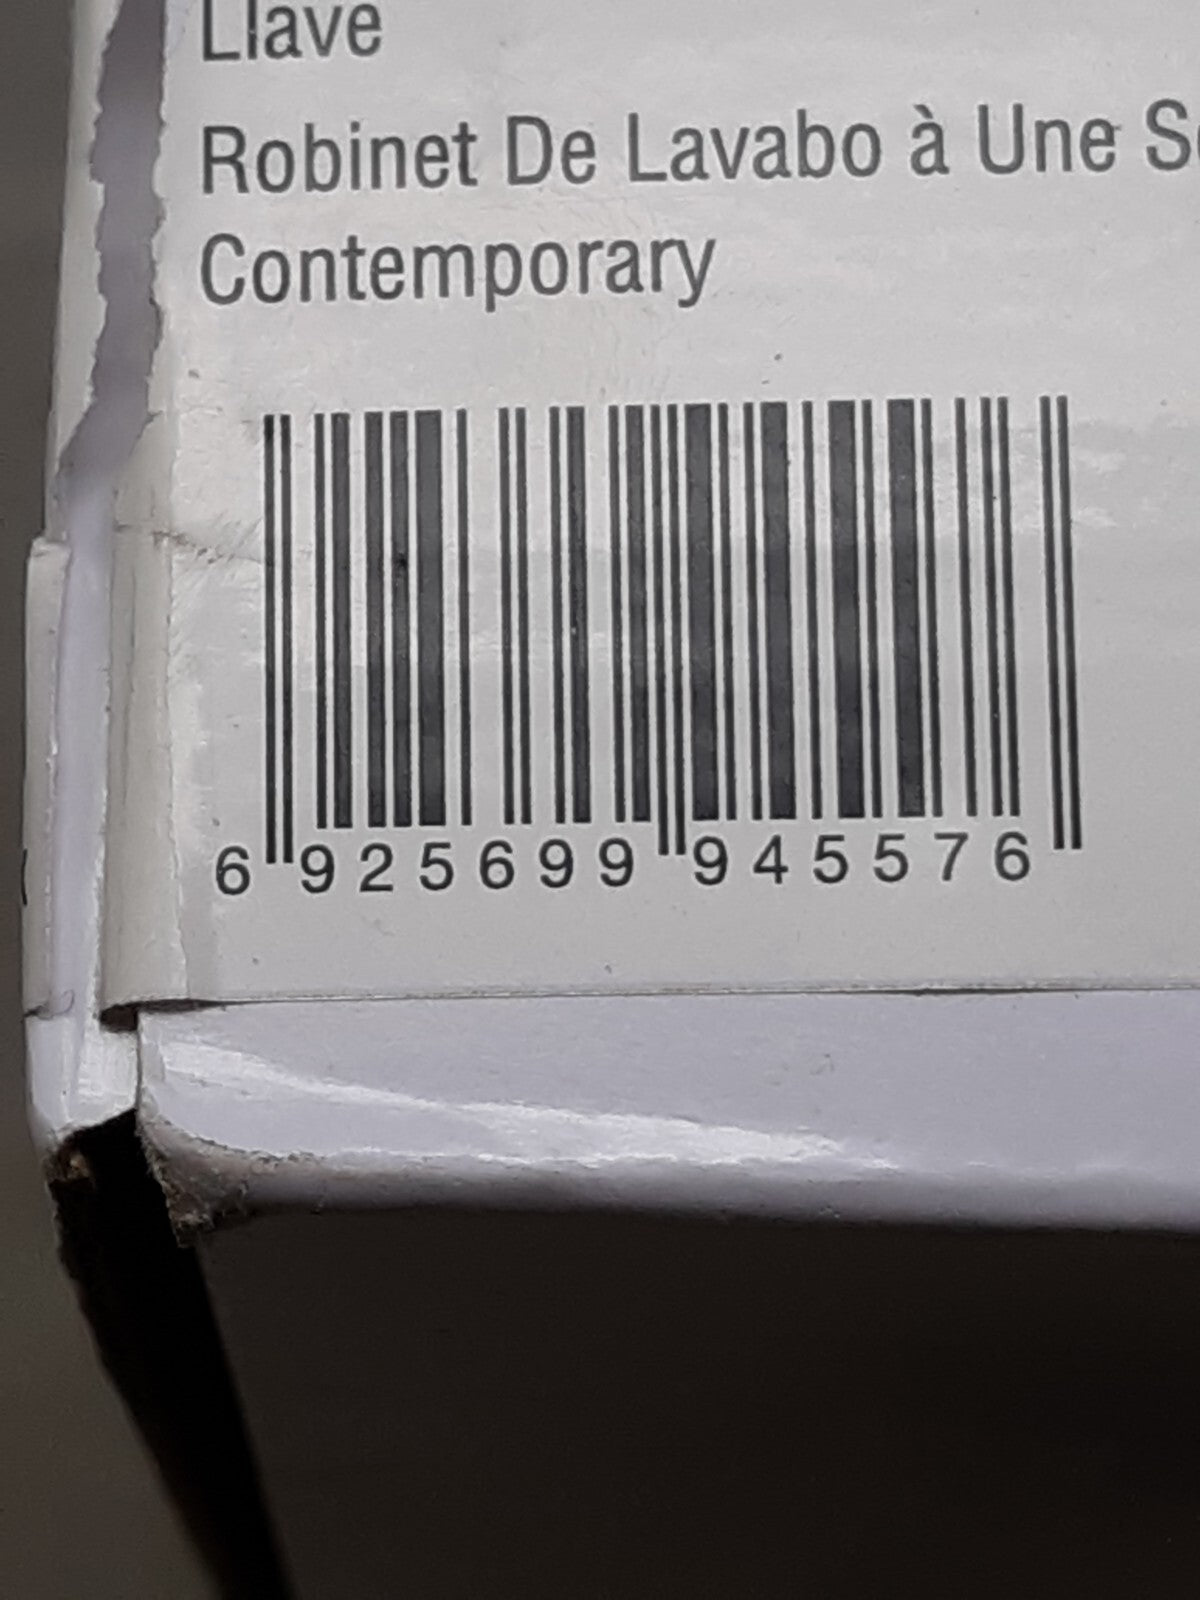 Llave
Robinet De Lavabo à Une
Contemporary
6 925699 945576